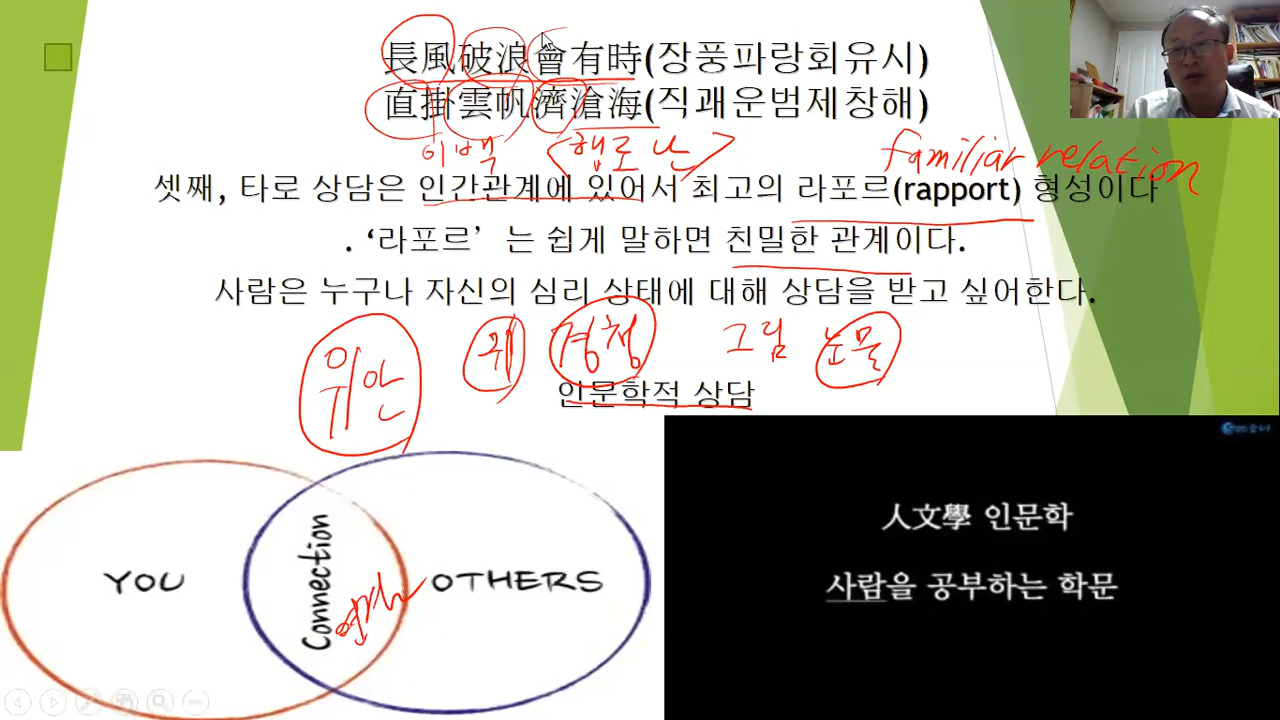 長風破浪會有時(장풍파랑회유시)
直掛雲帆濟滄海(직괘운범제창해)
이백 <행로난>
familiar relation
셋째, 타로 상담은 인간관계에 있어서 최고의 라포르(rapport) 형성이다
. ‘라포르’ 는 쉽게 말하면 친밀한 관계이다.
사람은 누구나 자신의 심리 상태에 대해 상담을 받고 싶어한다.
위안 위 경청 그림 눈물
인문학적 상담
YOU
Connection
OTHERS
人文學 인문학
사람을 공부하는 학문